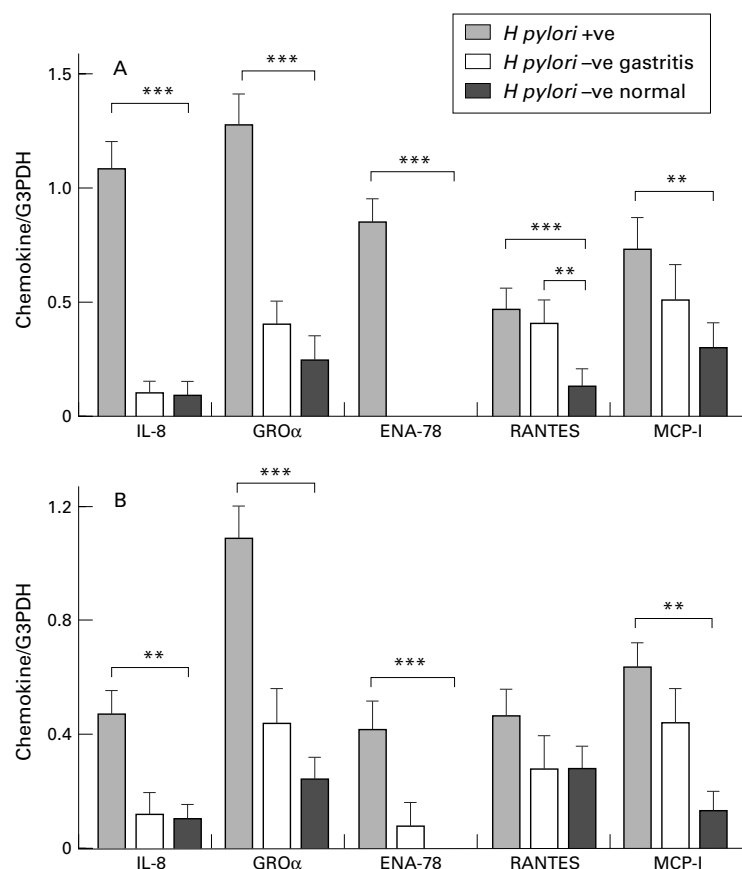 H pylori +ve
H pylori –ve gastritis
H pylori –ve normal
A
Chemokine/G3PDH
1.5
1.0
0.5
0
***
***
***
***
**
**
IL-8 GROα ENA-78 RANTES MCP-I
B
Chemokine/G3PDH
1.2
0.8
0.4
0
**
***
***
**
IL-8 GROα ENA-78 RANTES MCP-I